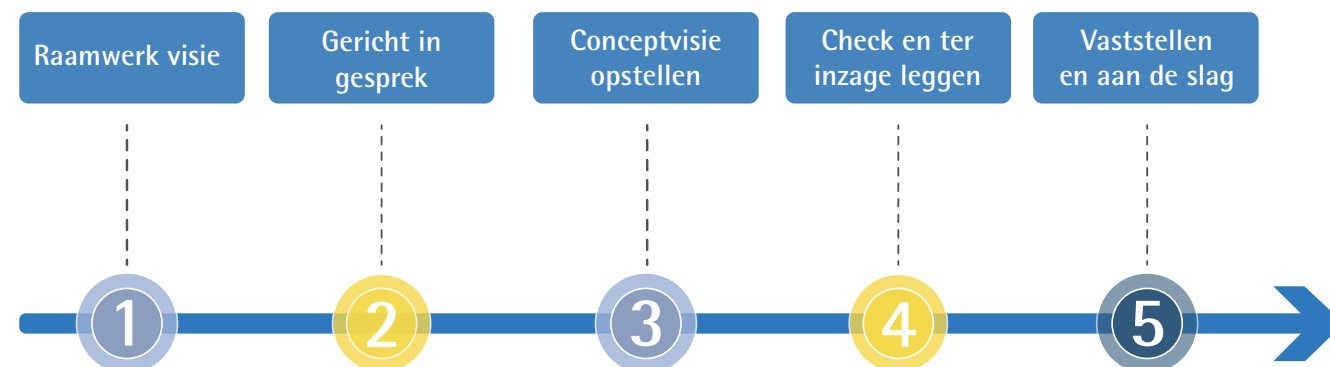 Raamwerk visie
Gericht in
gesprek
Conceptvisie
opstellen
Check en ter
inzage leggen
Vaststellen
en aan de slag
1
2
3
4
5